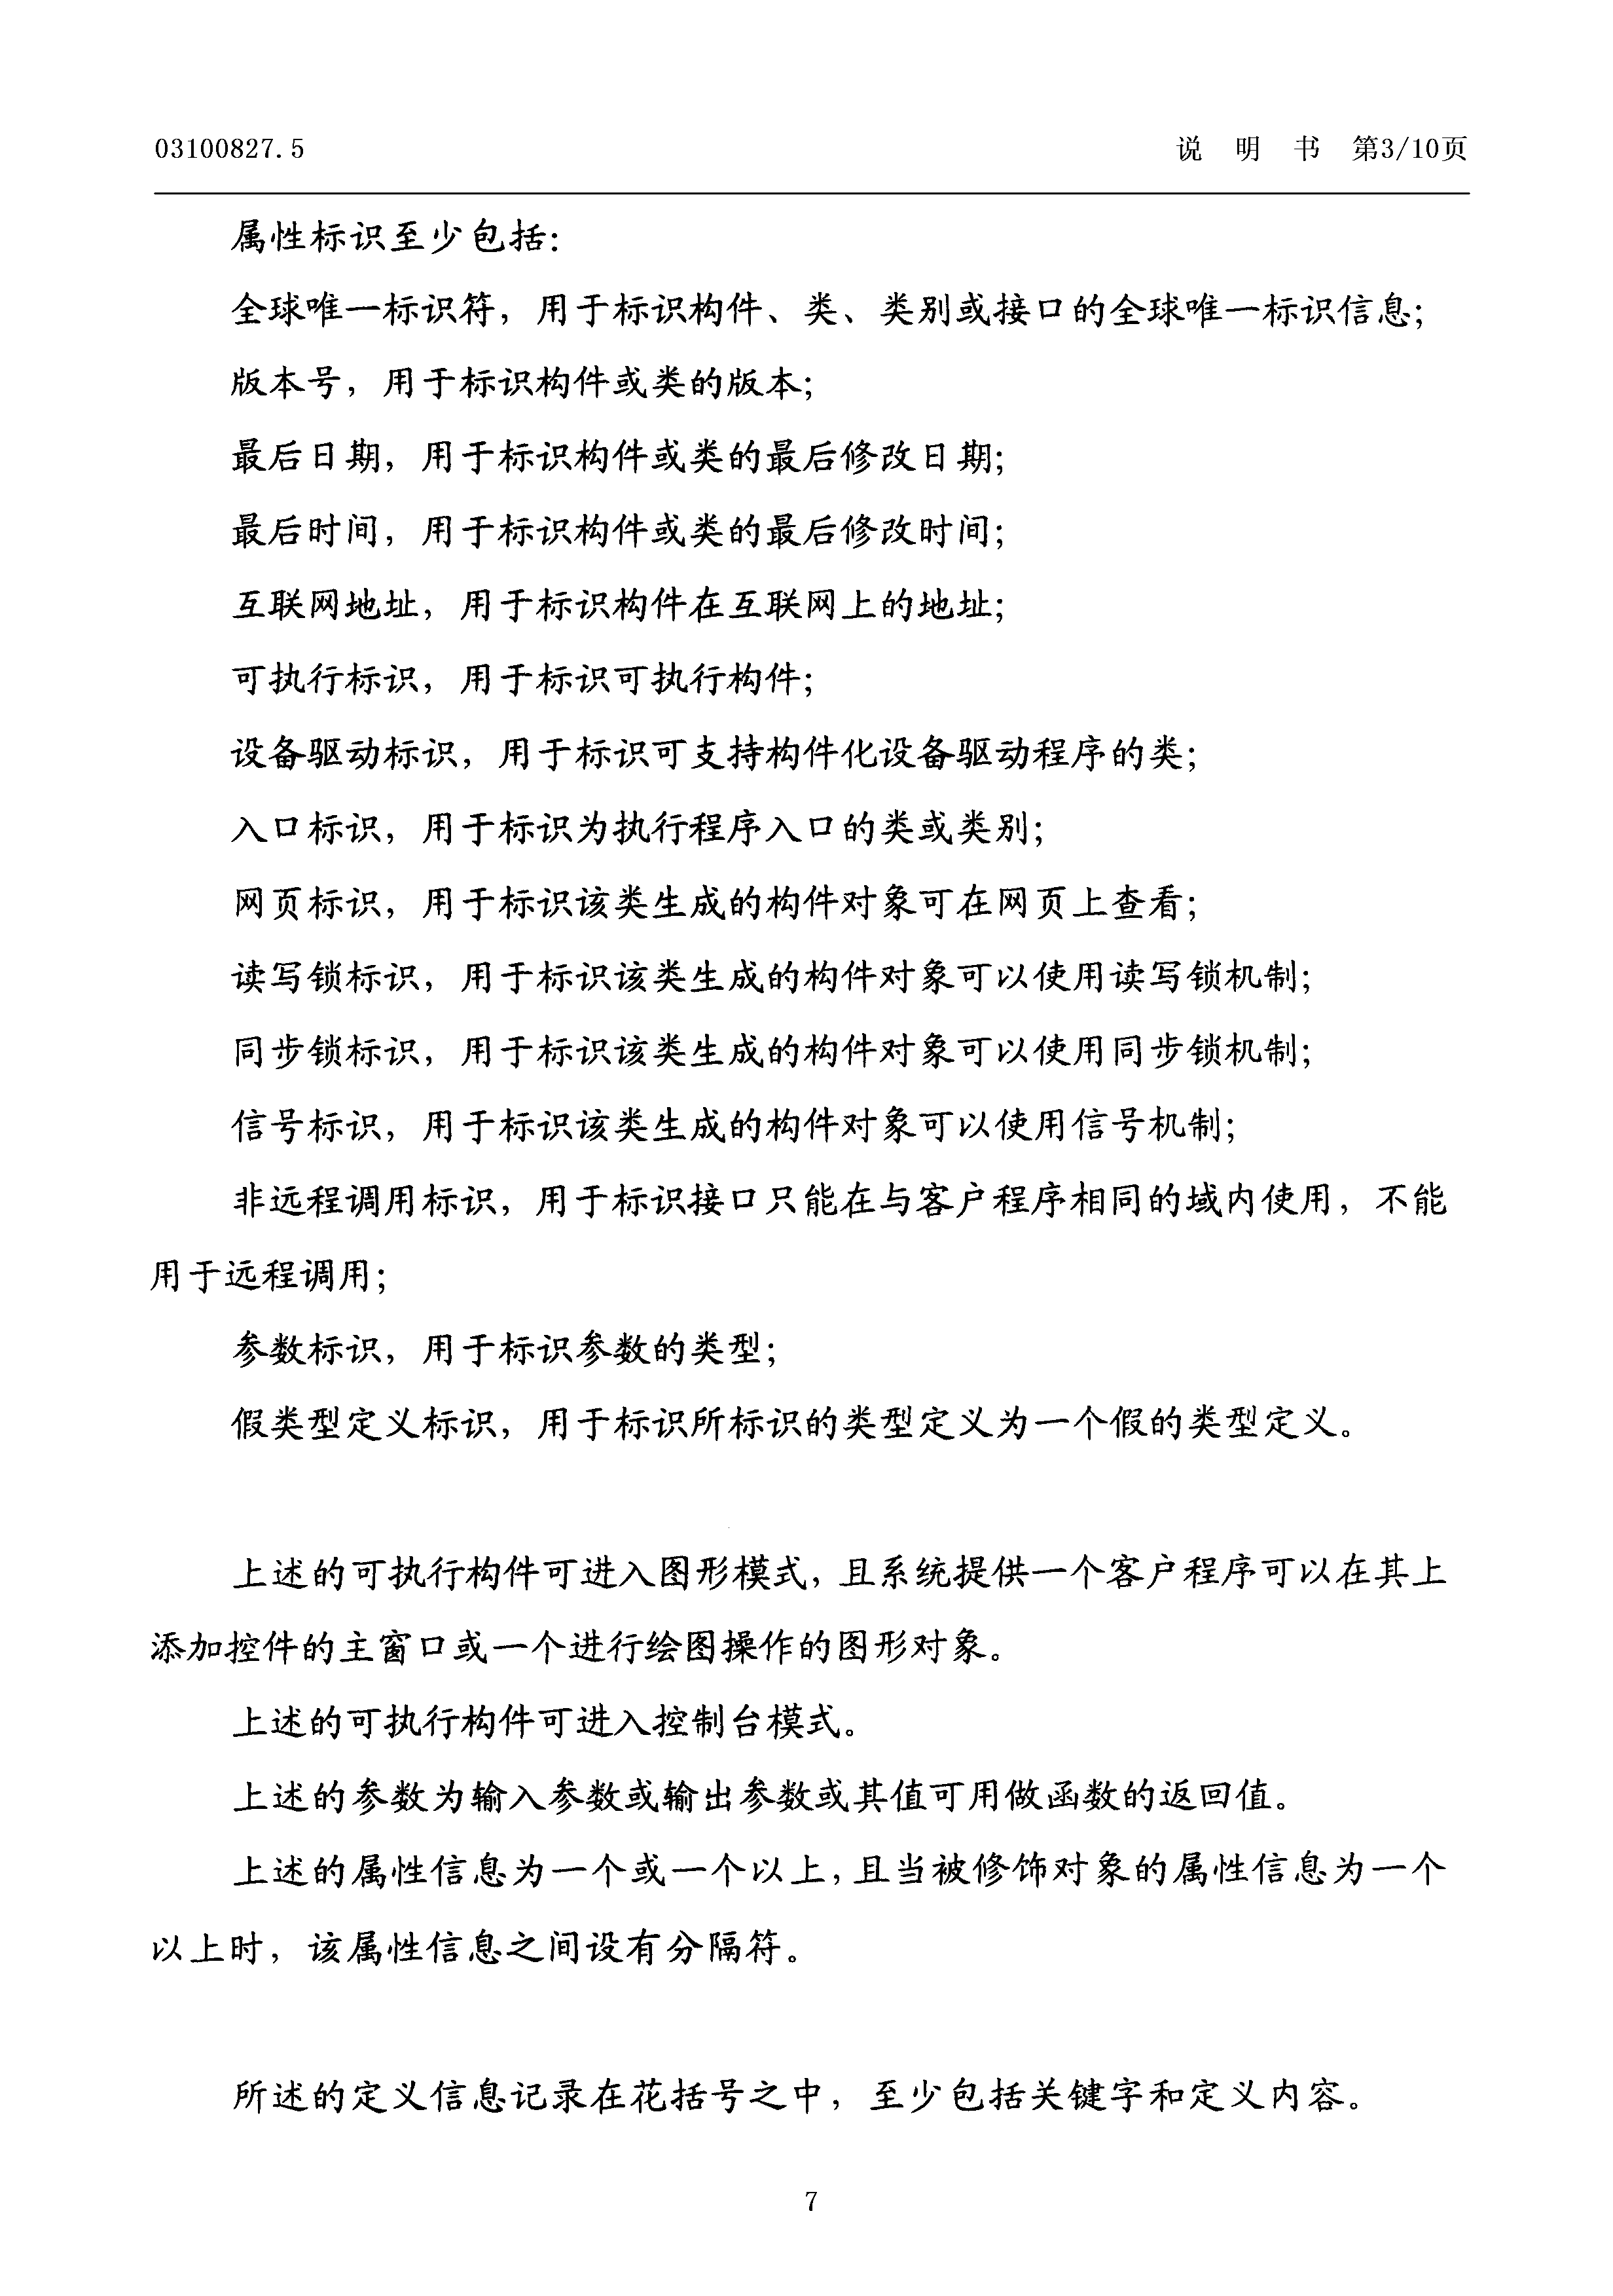 03100827.5
说 明 书 第3/10页
属性标识至少包括：
全球唯一标识符，用于标识构件、类、类别或接口的全球唯一标识信息；
版本号，用于标识构件或类的版本；
最后日期，用于标识构件或类的最后修改日期；
最后时间，用于标识构件或类的最后修改时间；
互联网地址，用于标识构件在互联网上的地址；
可执行标识，用于标识可执行构件；
设备驱动标识，用于标识可支持构件化设备驱动程序的类；
入口标识，用于标识为执行程序入口的类或类别；
网页标识，用于标识该类生成的构件对象可在网页上查看；
读写锁标识，用于标识该类生成的构件对象可以使用读写锁机制；
同步锁标识，用于标识该类生成的构件对象可以使用同步锁机制；
信号标识，用于标识该类生成的构件对象可以使用信号机制；
非远程调用标识，用于标识接口只能在与客户程序相同的域内使用，不能
用于远程调用；
参数标识，用于标识参数的类型；
假类型定义标识，用于标识所标识的类型定义为一个假的类型定义。
上述的可执行构件可进入图形模式，且系统提供一个客户程序可以在其上
添加控件的主窗口或一个进行绘图操作的图形对象。
上述的可执行构件可进入控制台模式。
上述的参数为输入参数或输出参数或其值可用做函数的返回值。
上述的属性信息为一个或一个以上，且当被修饰对象的属性信息为一个
以上时，该属性信息之间设有分隔符。
所述的定义信息记录在花括号之中，至少包括关键字和定义内容。
7